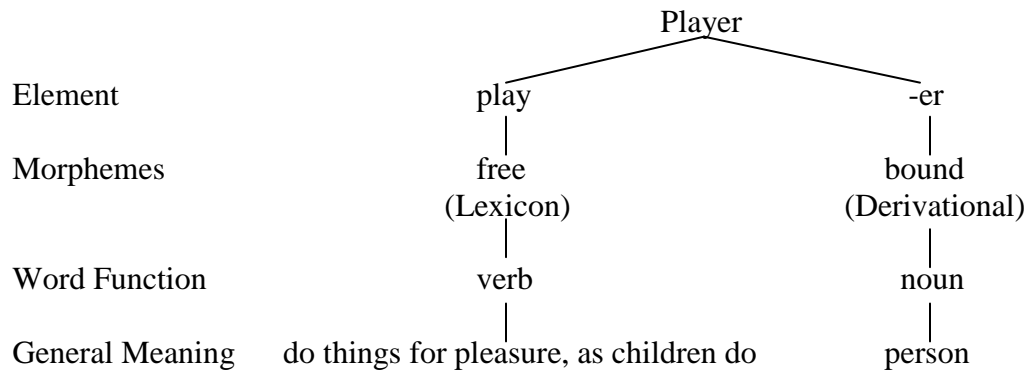 Player
Element play -er
Morphemes free bound
(Lexicon) (Derivational)
Word Function verb noun
General Meaning do things for pleasure, as children do person